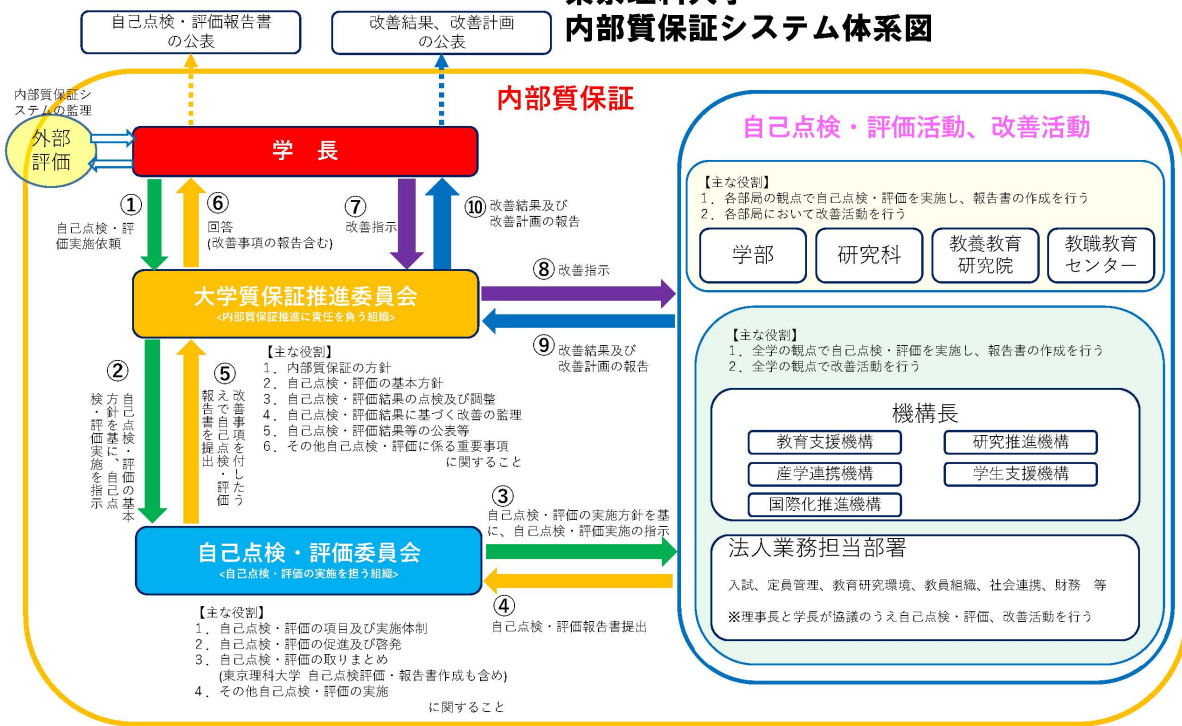 東京理科大学
内部質保証システム体系図
自己点検・評価報告書
の公表
改善結果、改善計画
の公表
内部質保証シ
ステムの監理
外部
評価
内部質保証
学 長
①
自己点検・評
価実施依頼
⑥
回答
(改善事項の報告含む)
⑦
改善指示
⑩
改善結果及び
改善計画の報告
大学質保証推進委員会
<内部質保証推進に責任を負う組織>
⑧
改善指示
⑨
改善結果及び
改善計画の報告
②
自己点検・評価の基本
方針を基に、自己点
検・評価実施を指示
⑤
改善事項を付したう
えで自己点検・評価
報告書を提出
【主な役割】
1．内部質保証の方針
2．自己点検・評価の基本方針
3．自己点検・評価結果の点検及び調整
4．自己点検・評価結果に基づく改善の監理
5．自己点検・評価結果等の公表等
6．その他自己点検・評価に係る重要事項
に関すること
③
自己点検・評価の実施方針を基
に、自己点検・評価実施の指示
自己点検・評価委員会
<自己点検・評価の実施を担う組織>
④
自己点検・評価報告書提出
【主な役割】
1．自己点検・評価の項目及び実施体制
2．自己点検・評価の促進及び啓発
3．自己点検・評価の取りまとめ
(東京理科大学 自己点検評価・報告書作成も含め)
4．その他自己点検・評価の実施
に関すること
自己点検・評価活動、改善活動
【主な役割】
1．各部局の観点で自己点検・評価を実施し、報告書の作成を行う
2．各部局において改善活動を行う
学部
研究科
教養教育
研究院
教職教育
センター
【主な役割】
1．全学の観点で自己点検・評価を実施し、報告書の作成を行う
2．全学の観点で改善活動を行う
機構長
教育支援機構
研究推進機構
産学連携機構
学生支援機構
国際化推進機構
法人業務担当部署
入試、定員管理、教育研究環境、教員組織、社会連携、財務 等
※理事長と学長が協議のうえ自己点検・評価、改善活動を行う